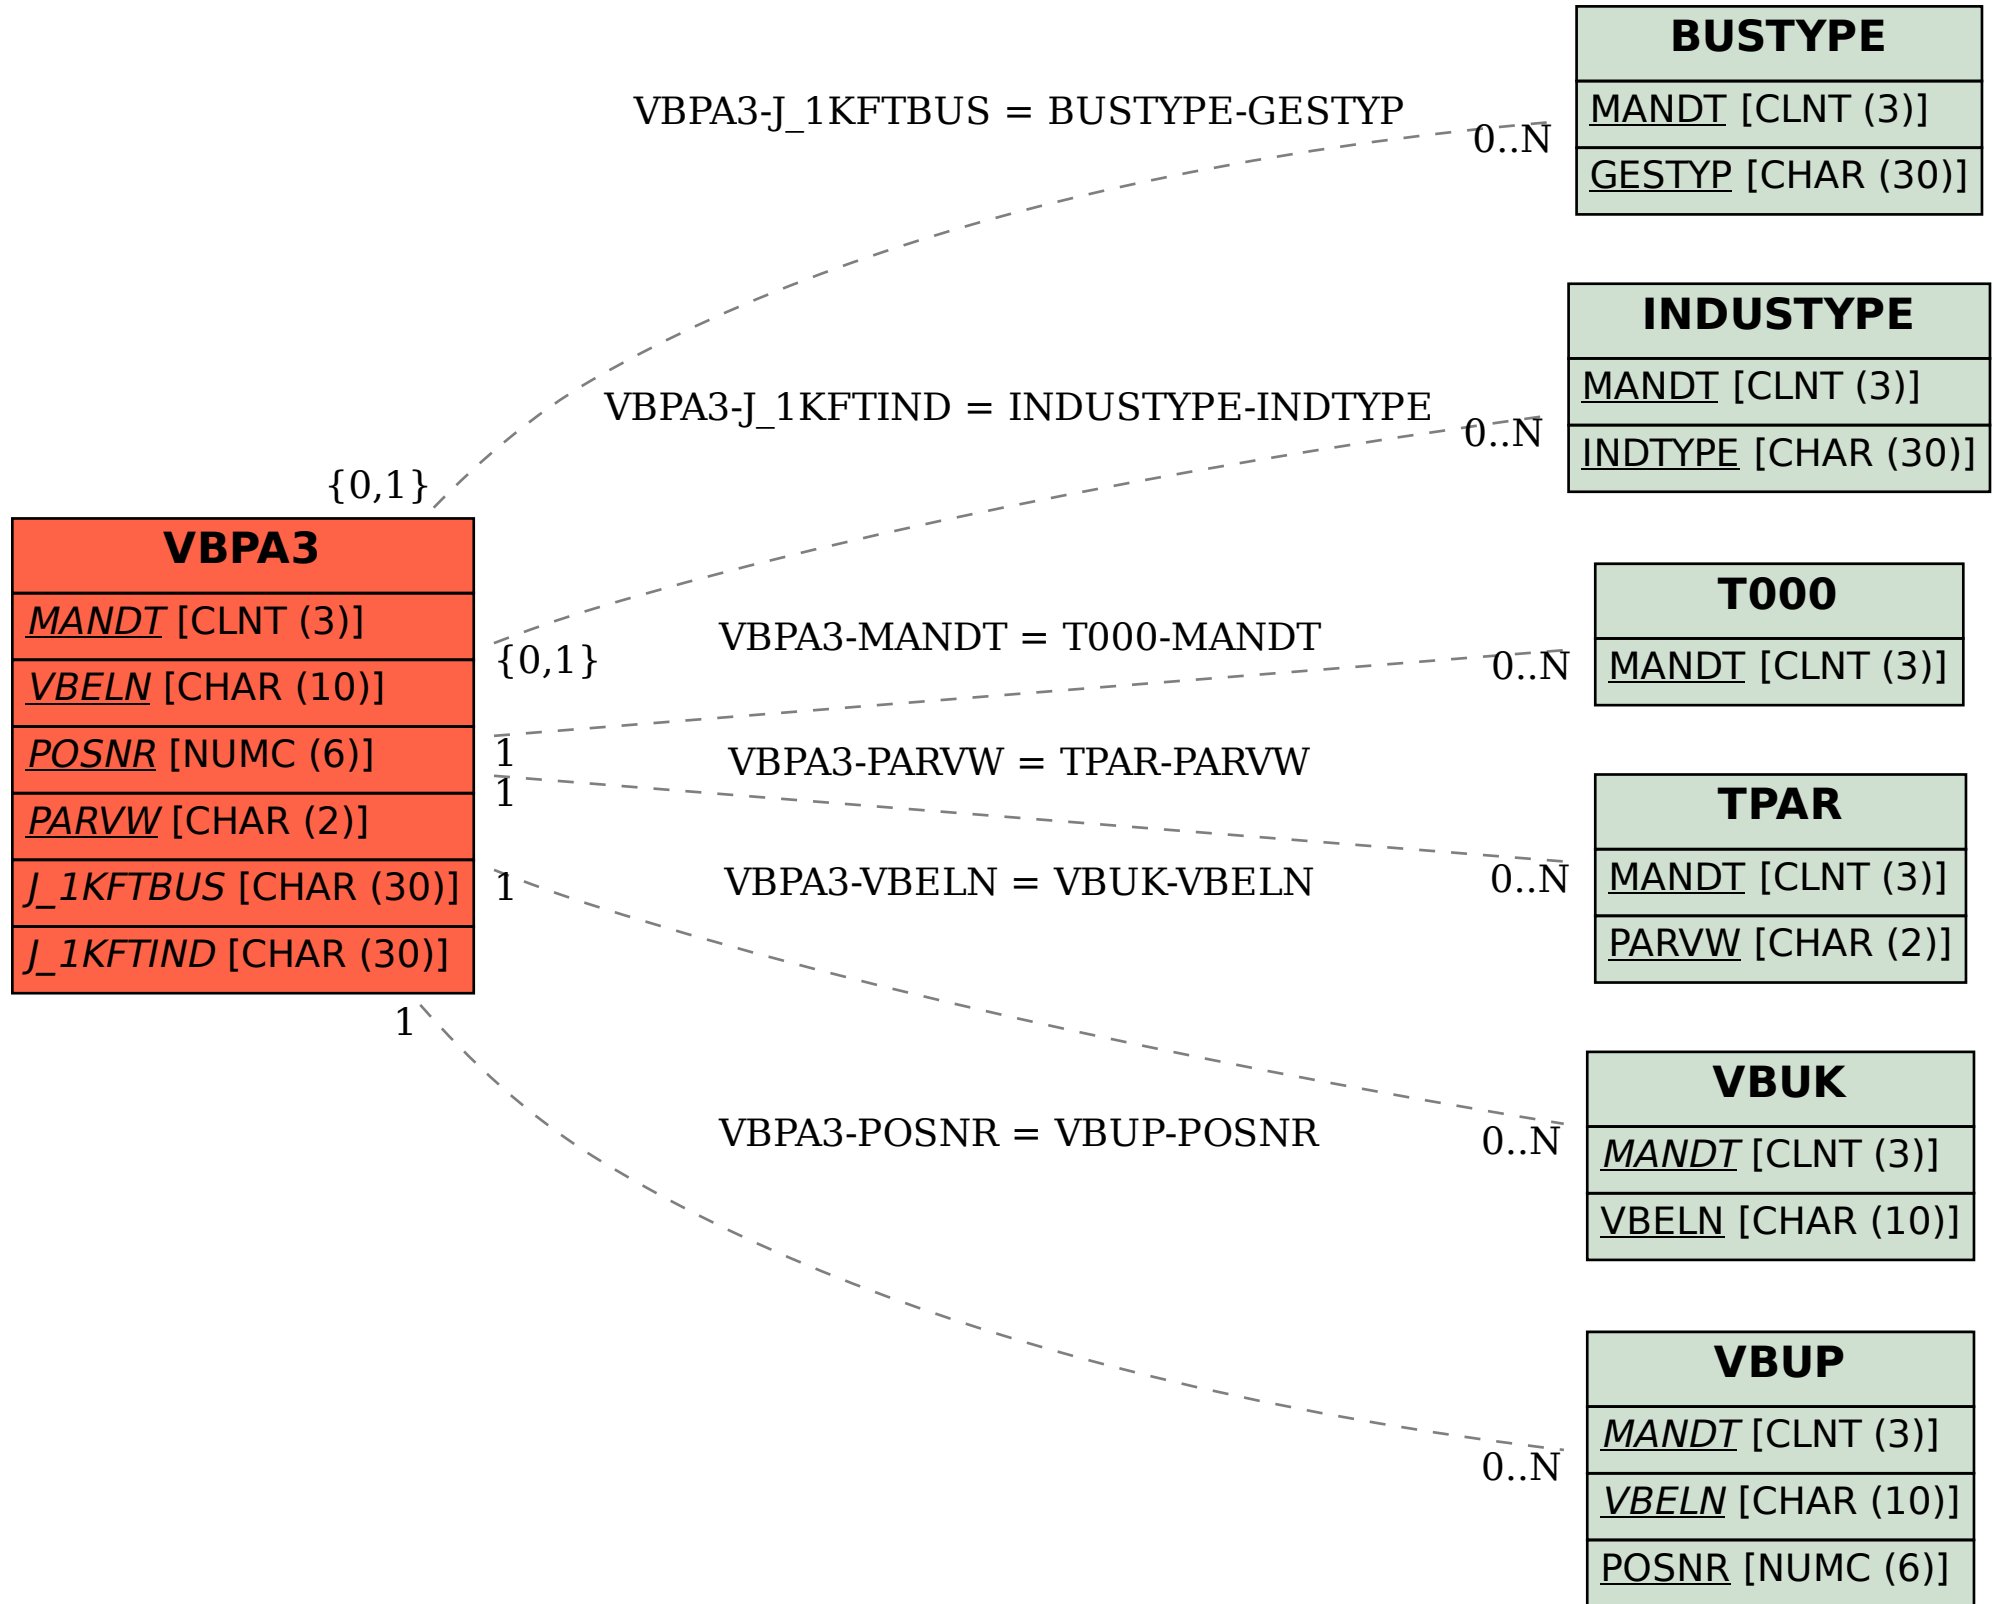 BUSTYPE
MANDT [CLNT (3)]
GESTYP [CHAR (30)]
VBPA3-J_1KFTBUS = BUSTYPE-GESTYP
0..N
{0,1}
INDUSTYPE
MANDT [CLNT (3)]
INDTYPE [CHAR (30)]
VBPA3-J_1KFTIND = INDUSTYPE-INDTYPE
0..N
{0,1}
VBPA3
MANDT [CLNT (3)]
VBELN [CHAR (10)]
POSNR [NUMC (6)]
PARVW [CHAR (2)]
J_1KFTBUS [CHAR (30)]
J_1KFTIND [CHAR (30)]
T000
MANDT [CLNT (3)]
VBPA3-MANDT = T000-MANDT
0..N
1
VBPA3-PARVW = TPAR-PARVW
1
0..N
TPAR
MANDT [CLNT (3)]
PARVW [CHAR (2)]
VBPA3-VBELN = VBUK-VBELN
1
0..N
VBUK
MANDT [CLNT (3)]
VBELN [CHAR (10)]
1
VBPA3-POSNR = VBUP-POSNR
0..N
VBUP
MANDT [CLNT (3)]
VBELN [CHAR (10)]
POSNR [NUMC (6)]